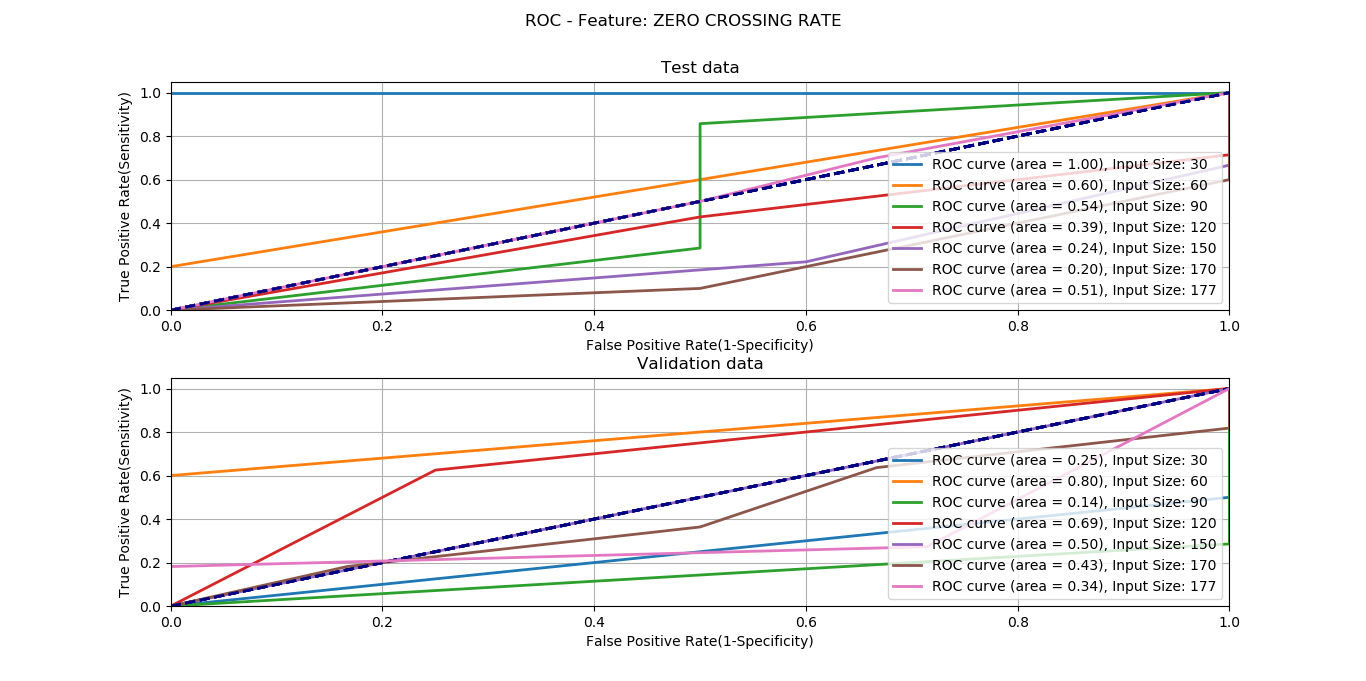 ROC - Feature: ZERO CROSSING RATE
Test data
True Positive Rate(Sensitivity)
1.0
0.8
0.6
0.4
0.2
0.0
ROC curve (area = 1.00), Input Size: 30
ROC curve (area = 0.60), Input Size: 60
ROC curve (area = 0.54), Input Size: 90
ROC curve (area = 0.39), Input Size: 120
ROC curve (area = 0.24), Input Size: 150
ROC curve (area = 0.20), Input Size: 170
ROC curve (area = 0.51), Input Size: 177
0.0 0.2 0.4 0.6 0.8 1.0
False Positive Rate(1-Specificity)
Validation data
True Positive Rate(Sensitivity)
1.0
0.8
0.6
0.4
0.2
0.0
ROC curve (area = 0.25), Input Size: 30
ROC curve (area = 0.80), Input Size: 60
ROC curve (area = 0.14), Input Size: 90
ROC curve (area = 0.69), Input Size: 120
ROC curve (area = 0.50), Input Size: 150
ROC curve (area = 0.43), Input Size: 170
ROC curve (area = 0.34), Input Size: 177
0.0 0.2 0.4 0.6 0.8 1.0
False Positive Rate(1-Specificity)